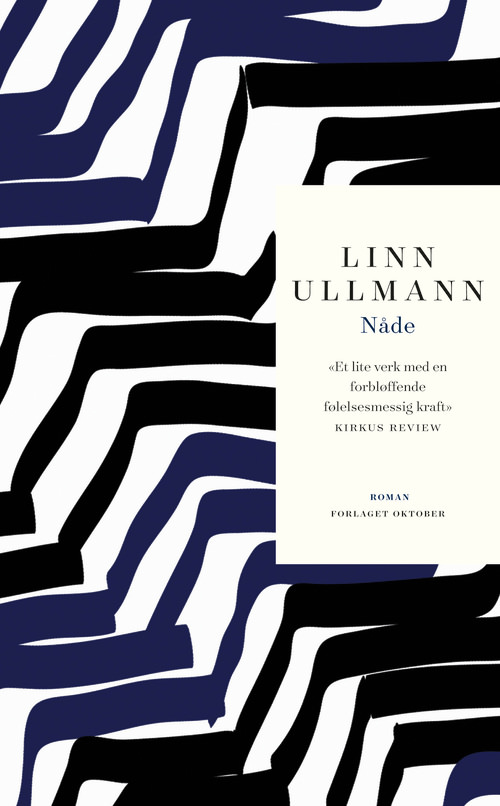 LINN
ULLMANN
Nåde
«Et lite verk med en
forbløffende
følelsesmessig kraft»
KIRKUS REVIEW
ROMAN
FORLAGET OKTOBER